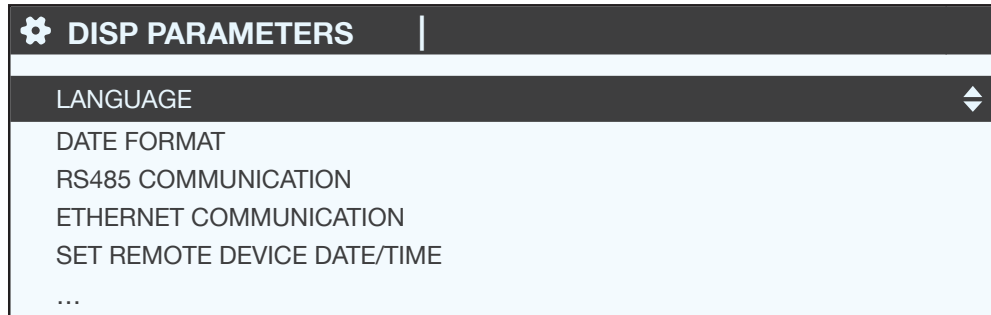 DISP PARAMETERS
LANGUAGE
DATE FORMAT
RS485 COMMUNICATION
ETHERNET COMMUNICATION
SET REMOTE DEVICE DATE/TIME
…